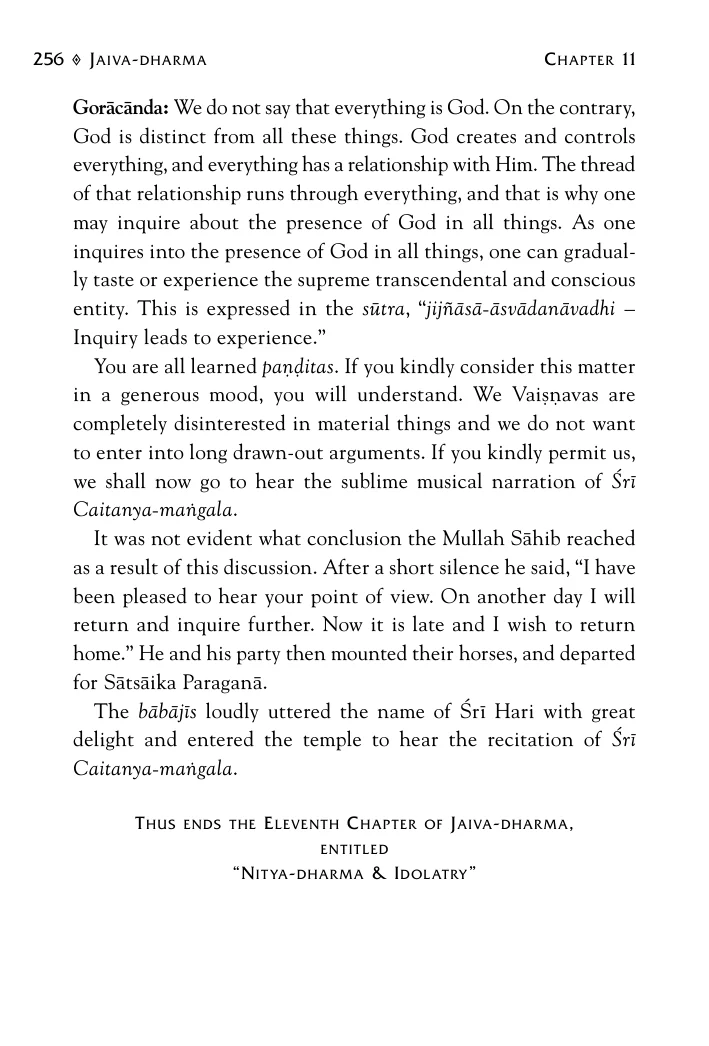 256 ◈ Jaiva-dharma Chapter 11
Gorācānda: We do not say that everything is God. On the contrary,
God is distinct from all these things. God creates and controls
everything, and everything has a relationship with Him. The thread
of that relationship runs through everything, and that is why one
may inquire about the presence of God in all things. As one
inquires into the presence of God in all things, one can gradual-
ly taste or experience the supreme transcendental and conscious
entity. This is expressed in the sūtra, “jijñāsā-āsvādanāvadhi –
Inquiry leads to experience.”
You are all learned paṇḍitas. If you kindly consider this matter
in a generous mood, you will understand. We Vaiṣṇavas are
completely disinterested in material things and we do not want
to enter into long drawn-out arguments. If you kindly permit us,
we shall now go to hear the sublime musical narration of Śrī
Caitanya-maṅgala.
It was not evident what conclusion the Mullah Sāhib reached
as a result of this discussion. After a short silence he said, “I have
been pleased to hear your point of view. On another day I will
return and inquire further. Now it is late and I wish to return
home.” He and his party then mounted their horses, and departed
for Sātsāika Paraganā.
The bābājīs loudly uttered the name of Śrī Hari with great
delight and entered the temple to hear the recitation of Śrī
Caitanya-maṅgala.
Thus ends the Eleventh Chapter of Jaiva-dharma,
entitled
“Nitya-dharma & Idolatry”